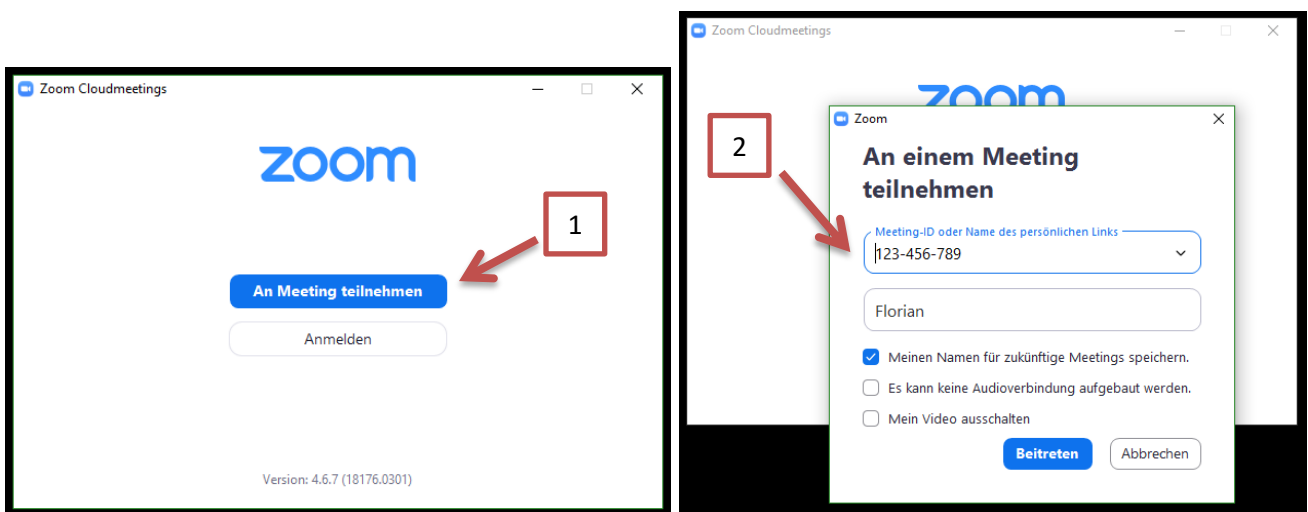 Zoom Cloudmeetings
zoom
1
An Meeting teilnehmen
Anmelden
Version: 4.6.7 (18176.0301)
Zoom Cloudmeetings
zoom
2
Zoom
An einem Meeting
teilnehmen
Meeting-ID oder Name des persönlichen Links
123-456-789
Florian
Meinen Namen für zukünftige Meetings speichern.
Es kann keine Audioverbindung aufgebaut werden.
Mein Video ausschalten
Beitreten Abbrechen